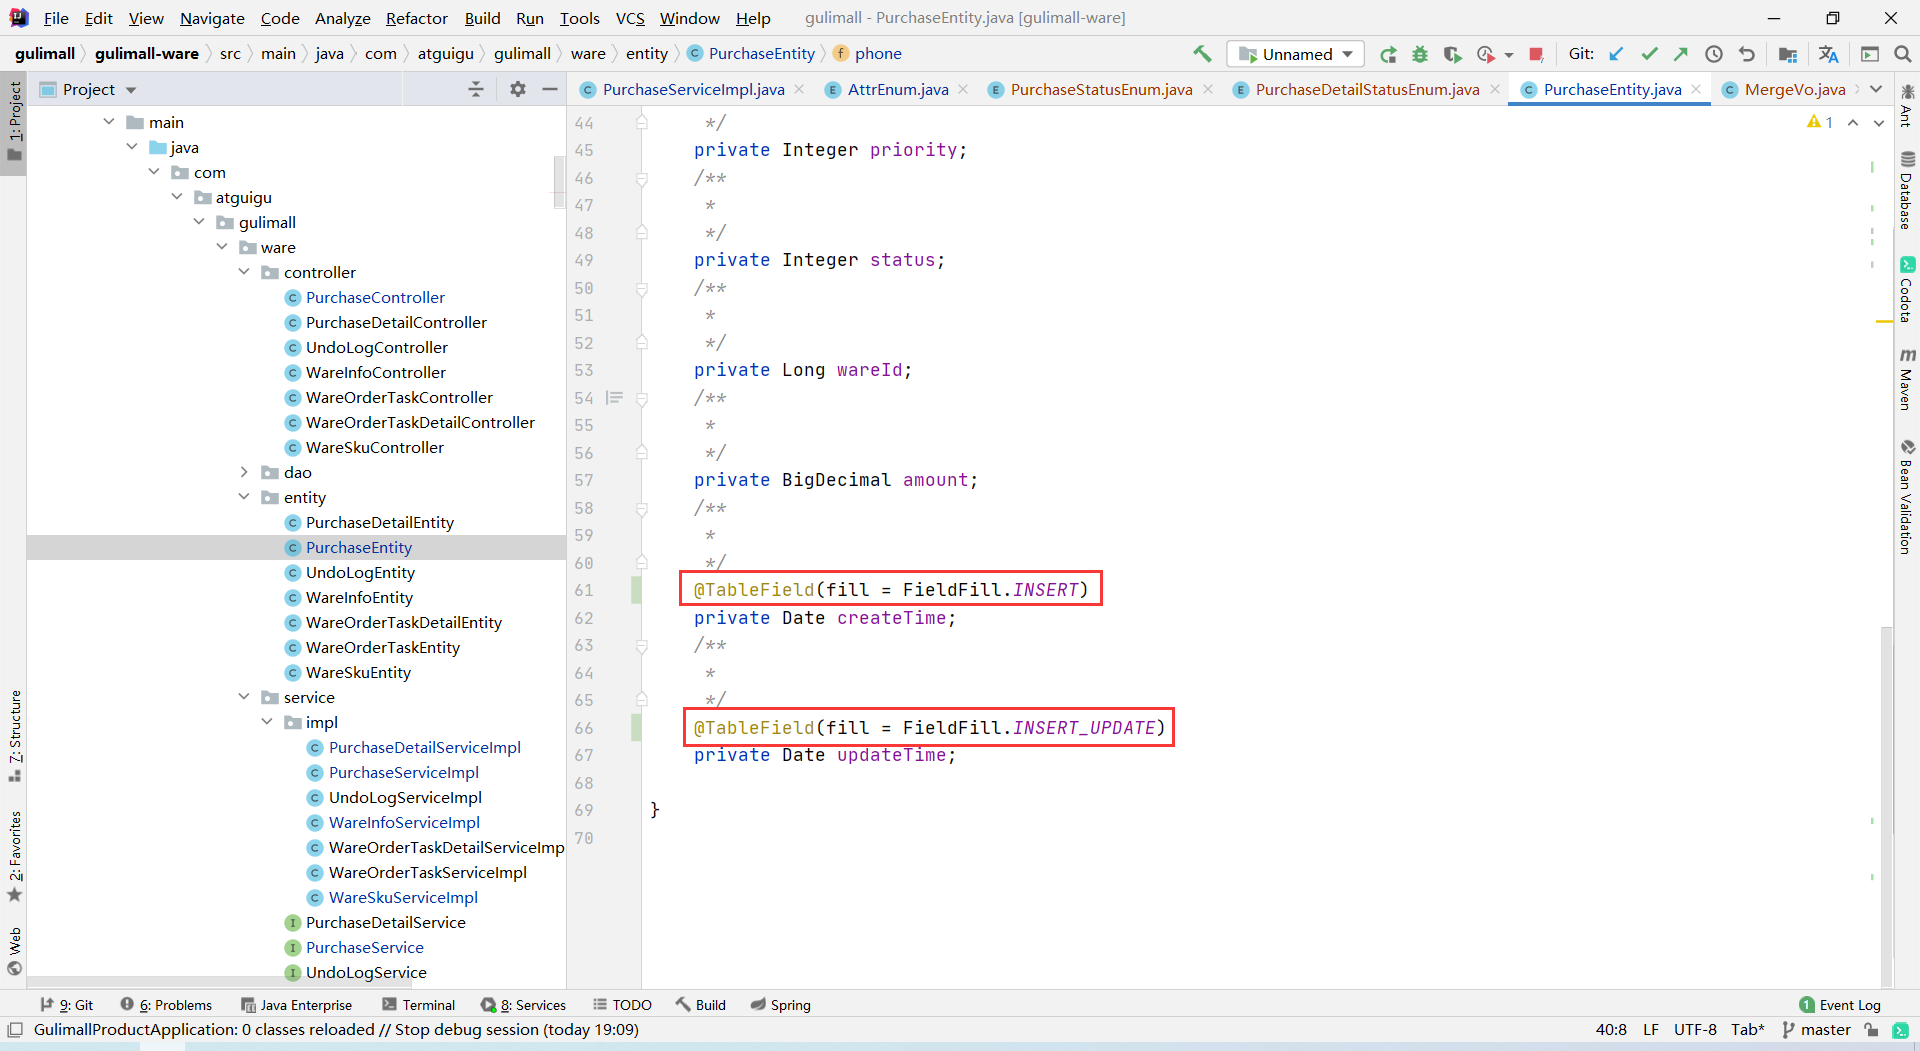 File Edit View Navigate Code Analyze Refactor Build Run Tools VCS Window Help gulimall - PurchaseEntity.java [gulimall-ware]
gulimall gulimall-ware src main java com atguigu gulimall ware entity PurchaseEntity phone Unnamed Git:
Project
PurchaseServiceImpl.java AttrEnum.java PurchaseStatusEnum.java PurchaseDetailStatusEnum.java PurchaseEntity.java MergeVo.java
1: Project
7: Structure
2: Favorites
Web
main
java
com
atguigu
gulimall
ware
controller
PurchaseController
PurchaseDetailController
UndoLogController
WareInfoController
WareOrderTaskController
WareOrderTaskDetailController
WareSkuController
dao
entity
PurchaseDetailEntity
PurchaseEntity
UndoLogEntity
WareInfoEntity
WareOrderTaskDetailEntity
WareOrderTaskEntity
WareSkuEntity
service
impl
PurchaseDetailServiceImpl
PurchaseServiceImpl
UndoLogServiceImpl
WareInfoServiceImpl
WareOrderTaskDetailServiceImp
WareOrderTaskServiceImpl
WareSkuServiceImpl
PurchaseDetailService
PurchaseService
UndoLogService
1
44 */
45 private Integer priority;
46 /**
47 *
48 */
49 private Integer status;
50 /**
51 *
52 */
53 private Long wareId;
54 /**
55 *
56 */
57 private BigDecimal amount;
58 /**
59 *
60 */
61 @TableField(fill = FieldFill.INSERT)
62 private Date createTime;
63 /**
64 *
65 */
66 @TableField(fill = FieldFill.INSERT_UPDATE)
67 private Date updateTime;
68
69 }
70
Ant
Database
Codota
Maven
Bean Validation
9: Git 6: Problems Java Enterprise Terminal 8: Services TODO Build Spring 1 Event Log
GulimallProductApplication: 0 classes reloaded // Stop debug session (today 19:09) 40:8 LF UTF-8 Tab* master